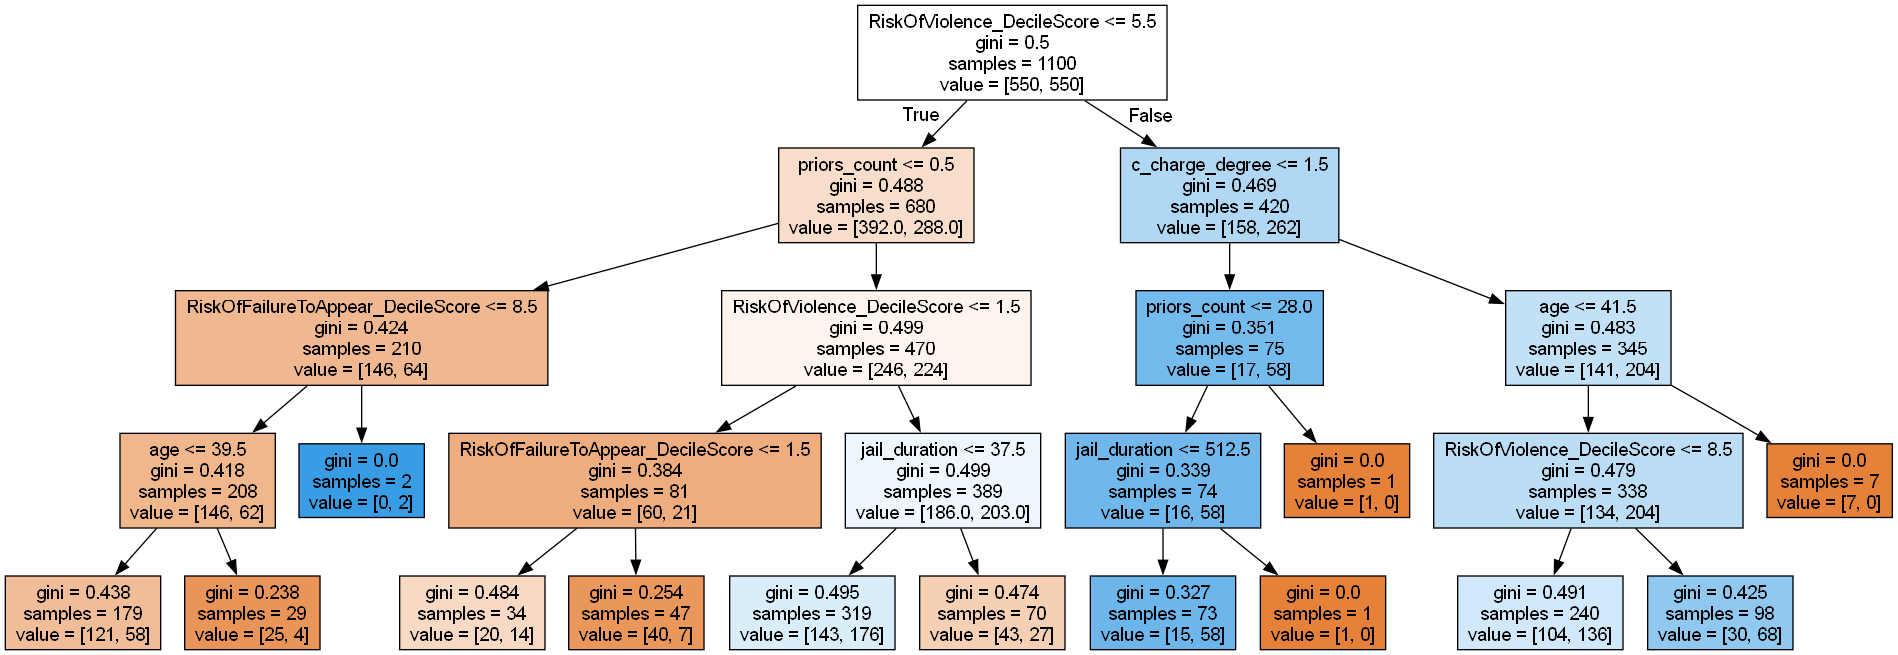 RiskOfViolence_DecileScore <= 5.5
gini = 0.5
samples = 1100
value = [550, 550]
True
False
priors_count <= 0.5
gini = 0.488
samples = 680
value = [392.0, 288.0]
c_charge_degree <= 1.5
gini = 0.469
samples = 420
value = [158, 262]
RiskOfFailureToAppear_DecileScore <= 8.5
gini = 0.424
samples = 210
value = [146, 64]
RiskOfViolence_DecileScore <= 1.5
gini = 0.499
samples = 470
value = [246, 224]
priors_count <= 28.0
gini = 0.351
samples = 75
value = [17, 58]
age <= 41.5
gini = 0.483
samples = 345
value = [141, 204]
age <= 39.5
gini = 0.418
samples = 208
value = [146, 62]
gini = 0.0
samples = 2
value = [0, 2]
RiskOfFailureToAppear_DecileScore <= 1.5
gini = 0.384
samples = 81
value = [60, 21]
jail_duration <= 37.5
gini = 0.499
samples = 389
value = [186.0, 203.0]
jail_duration <= 512.5
gini = 0.339
samples = 74
value = [16, 58]
gini = 0.0
samples = 1
value = [1, 0]
RiskOfViolence_DecileScore <= 8.5
gini = 0.479
samples = 338
value = [134, 204]
gini = 0.0
samples = 7
value = [7, 0]
gini = 0.438
samples = 179
value = [121, 58]
gini = 0.238
samples = 29
value = [25, 4]
gini = 0.484
samples = 34
value = [20, 14]
gini = 0.254
samples = 47
value = [40, 7]
gini = 0.495
samples = 319
value = [143, 176]
gini = 0.474
samples = 70
value = [43, 27]
gini = 0.327
samples = 73
value = [15, 58]
gini = 0.0
samples = 1
value = [1, 0]
gini = 0.491
samples = 240
value = [104, 136]
gini = 0.425
samples = 98
value = [30, 68]